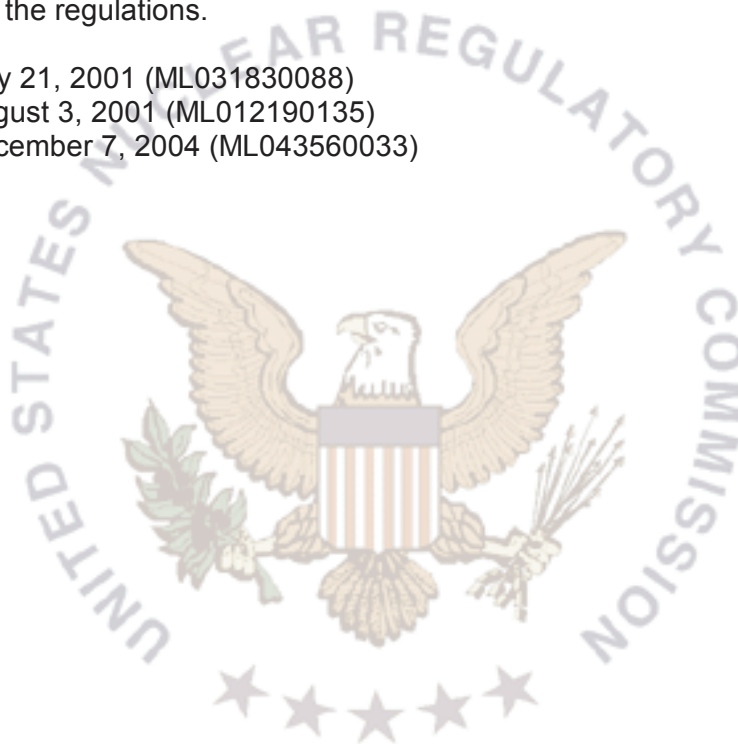 the regulations.
y 21, 2001 (ML031830088)
gust 3, 2001 (ML012190135)
cember 7, 2004 (ML043560033)
UNITED STATES NUCLEAR REGULATORY COMMISSION